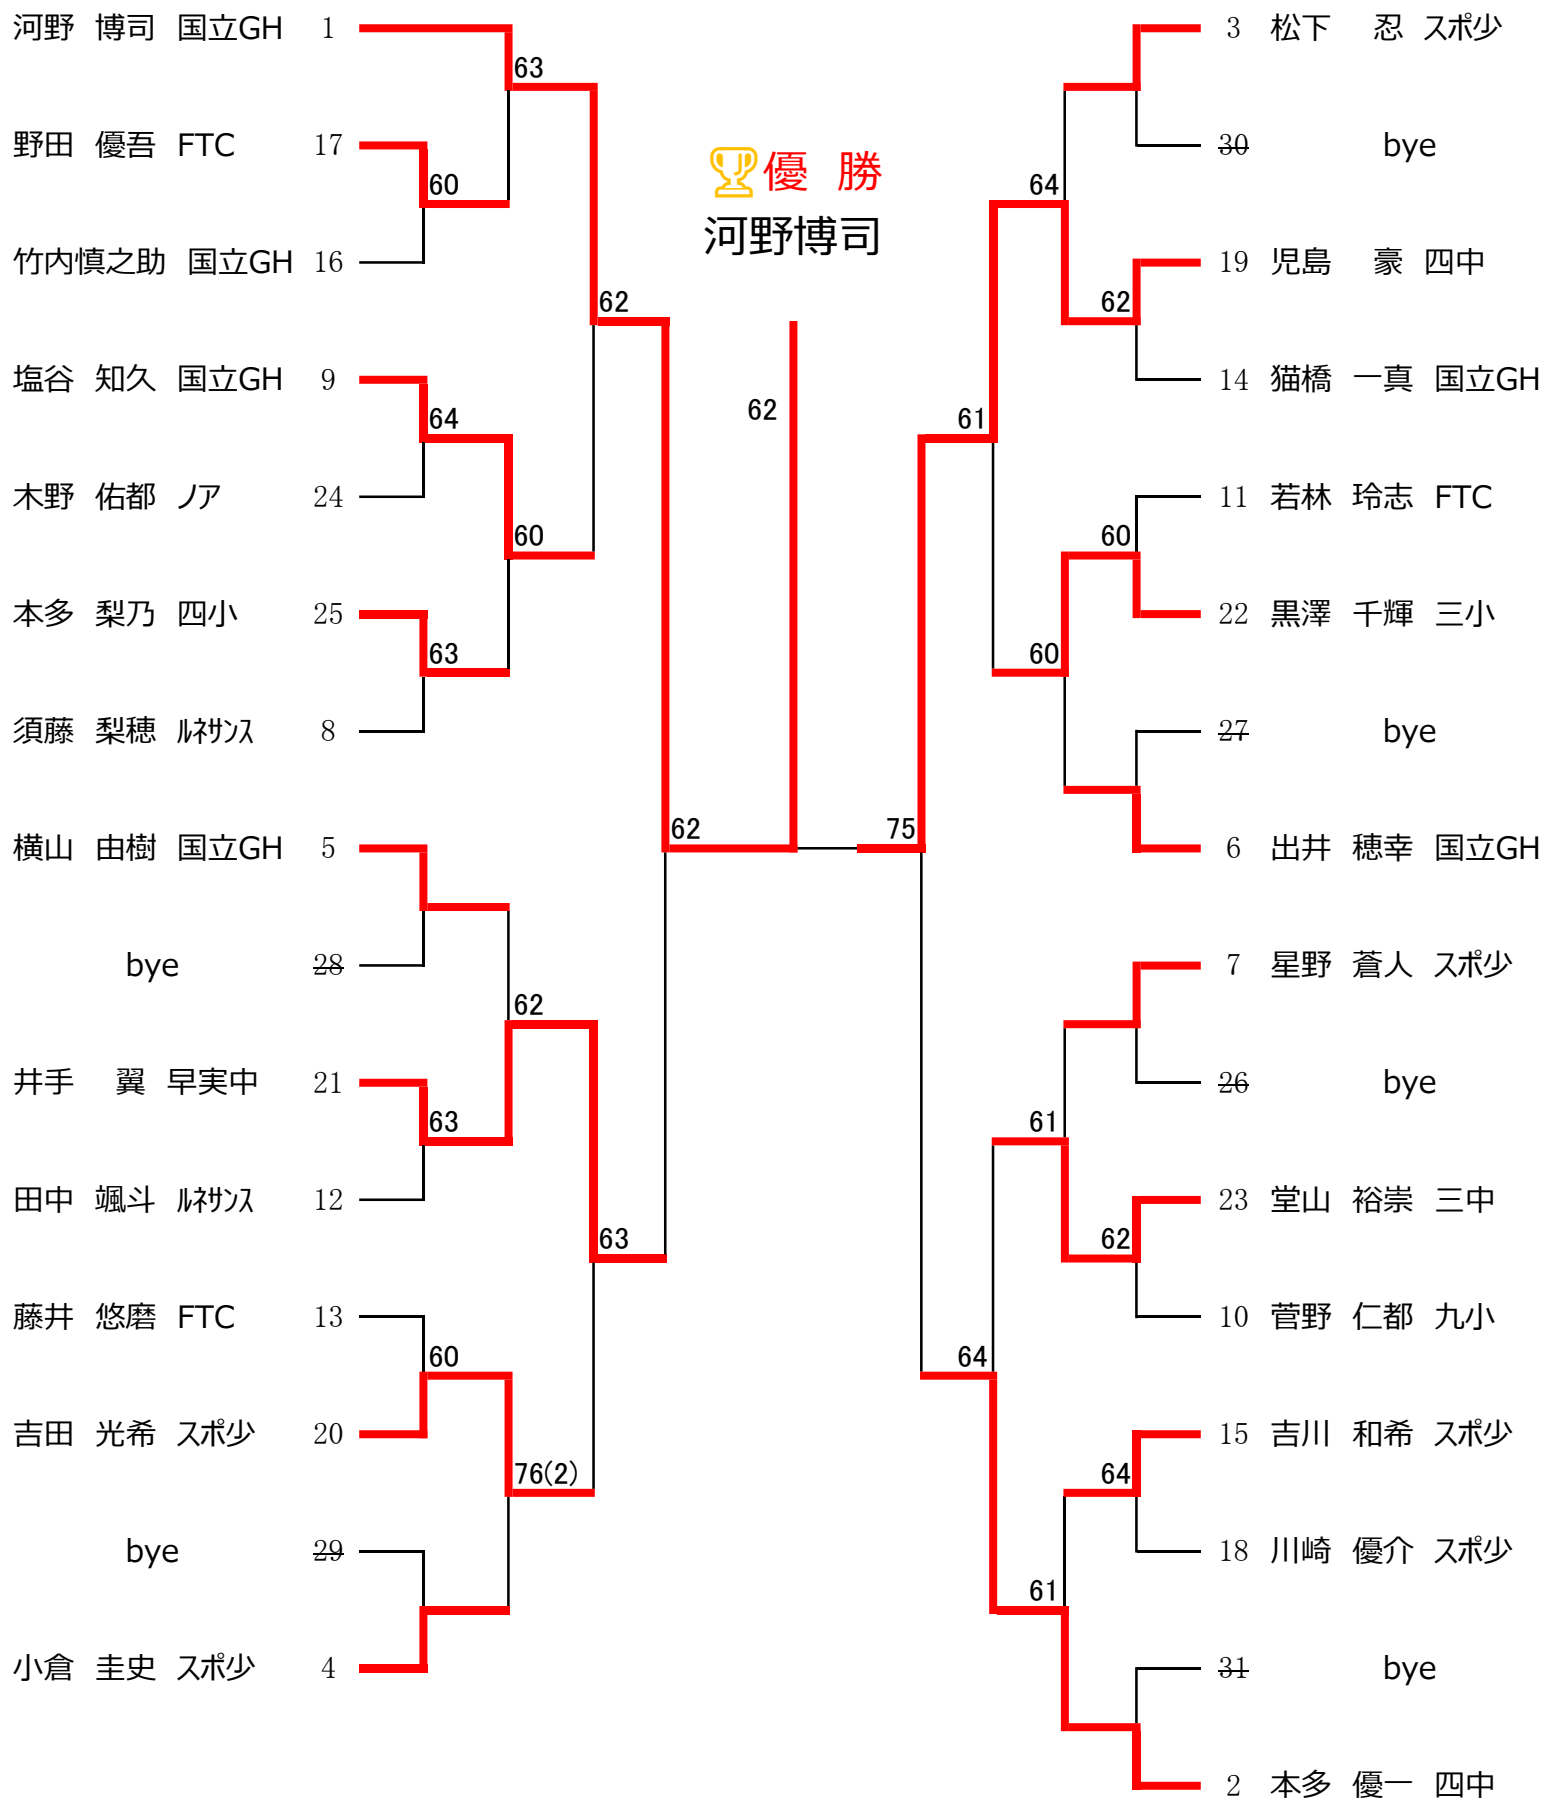 河野 博司 国立GH 1
63
野田 優吾 FTC 17
60
竹内慎之助 国立GH 16
62
塩谷 知久 国立GH 9
64
木野 佑都 ノア 24
60
本多 梨乃 四小 25
63
須藤 梨穂 ﾙﾈｻﾝｽ 8
62
横山 由樹 国立GH 5
bye 28
62
井手 翼 早実中 21
63
田中 颯斗 ﾙﾈｻﾝｽ 12
63
藤井 悠磨 FTC 13
60
吉田 光希 スポ少 20
76(2)
bye 29
小倉 圭史 スポ少 4
優 勝
河野博司
62
3 松下 忍 スポ少
30 bye
64
19 児島 豪 四中
62
14 猫橋 一真 国立GH
61
11 若林 玲志 FTC
60
22 黒澤 千輝 三小
60
27 bye
75
6 出井 穂幸 国立GH
7 星野 蒼人 スポ少
26 bye
61
23 堂山 裕崇 三中
62
10 菅野 仁都 九小
64
15 吉川 和希 スポ少
64
18 川崎 優介 スポ少
61
31 bye
2 本多 優一 四中